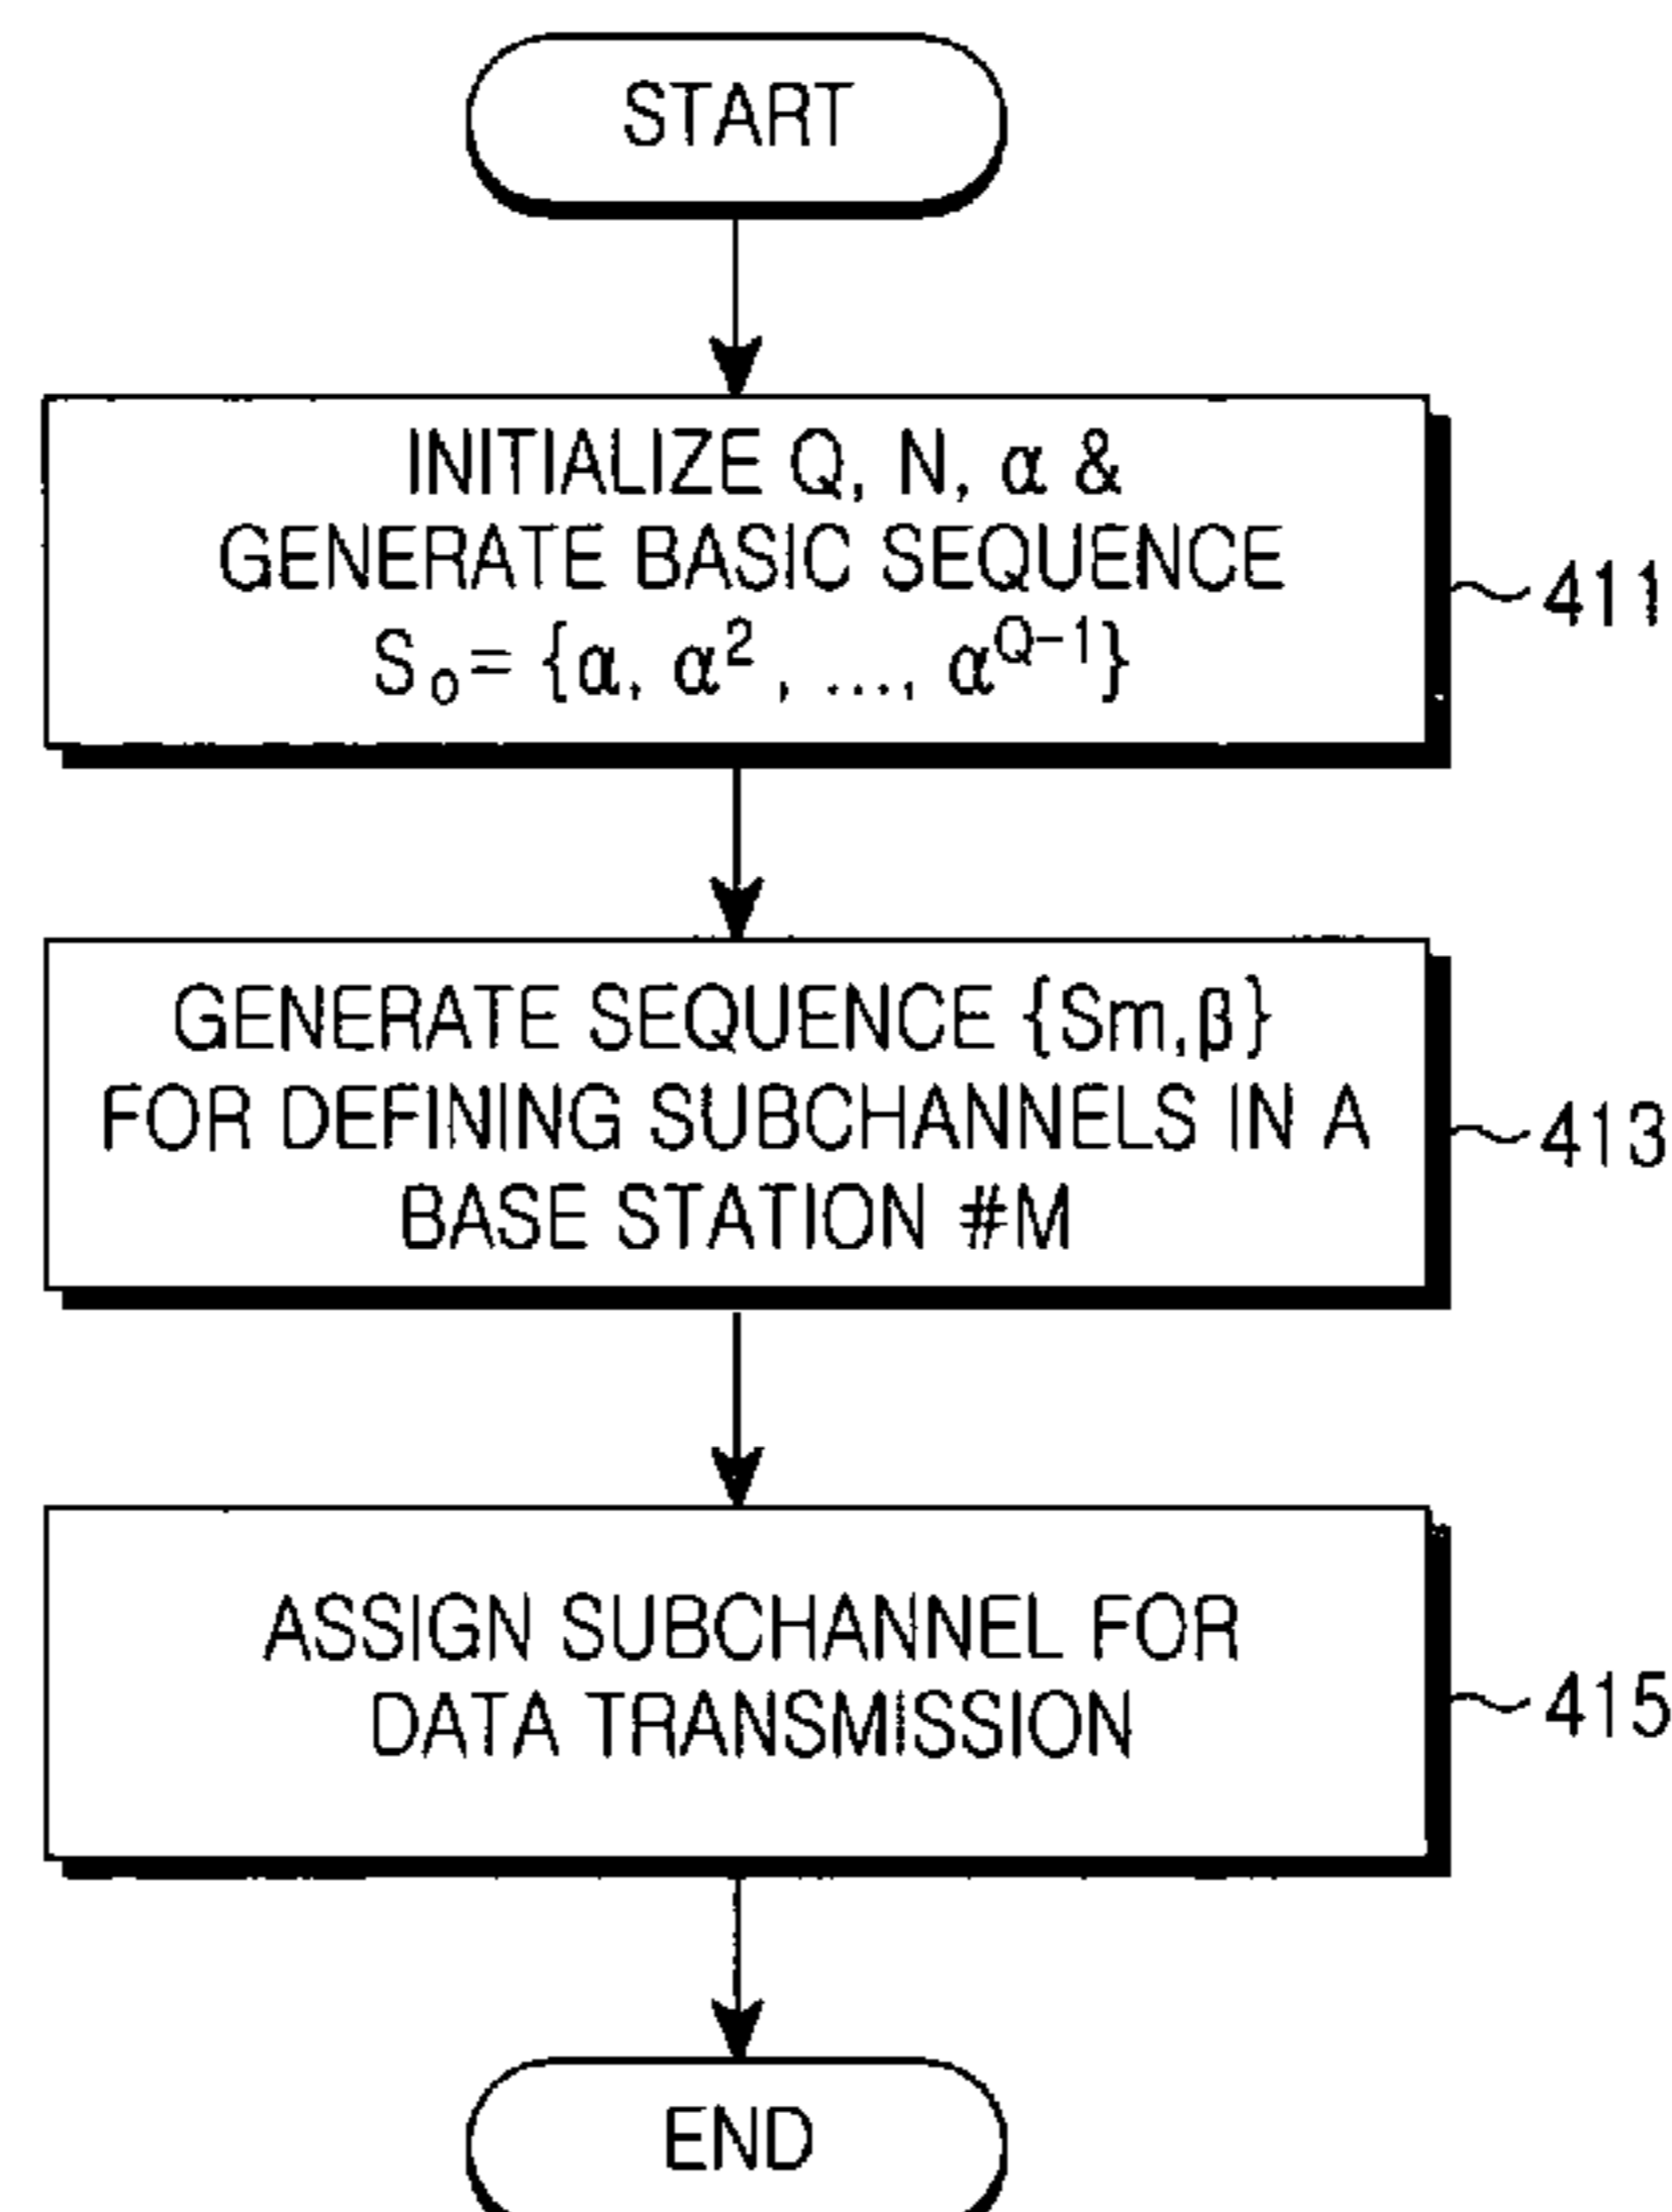 START
INITIALIZE Q, N, α &
GENERATE BASIC SEQUENCE
S₀= {α, α², ..., α^{Q-1}}
411
GENERATE SEQUENCE {Sm,β}
FOR DEFINING SUBCHANNELS IN A
BASE STATION #M
413
ASSIGN SUBCHANNEL FOR
DATA TRANSMISSION
415
END